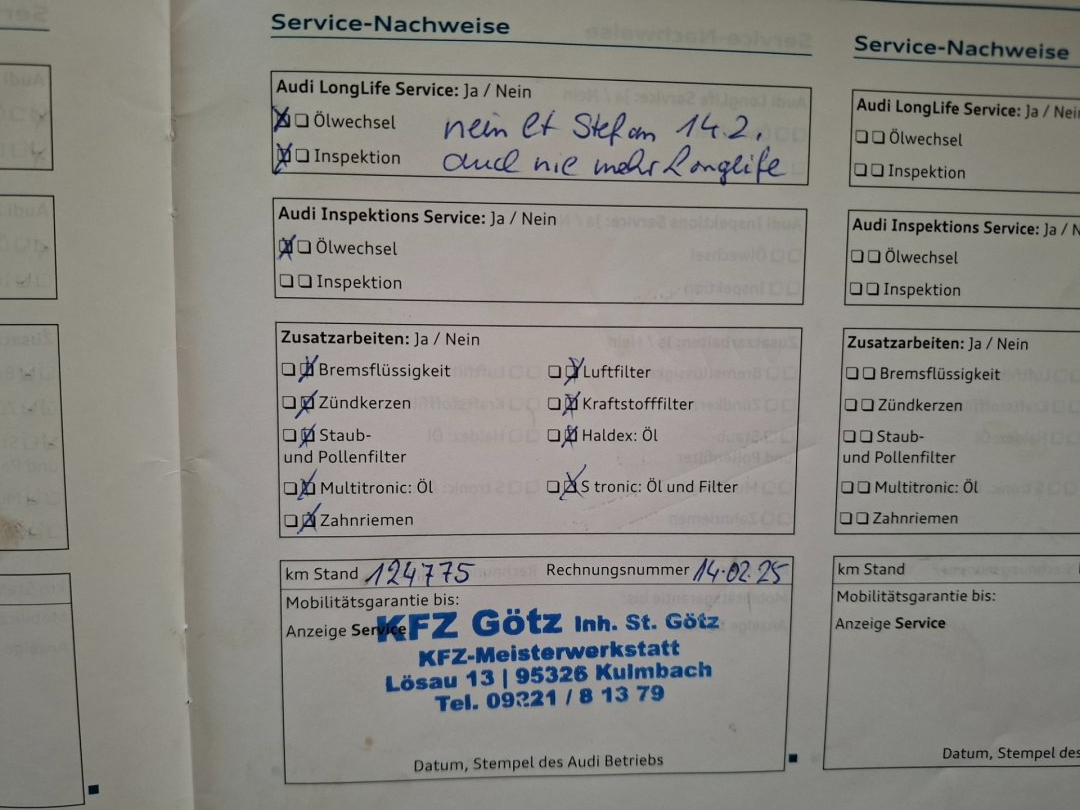 Service-Nachweise
Audi LongLife Service: Ja / Nein
Ölwechsel nein lt Stefan 14.2.
Inspektion auch nie mehr Longlife
Audi Inspektions Service: Ja / Nein
Ölwechsel
Inspektion
Zusatzarbeiten: Ja / Nein
Bremsflüssigkeit Luftfilter
Zündkerzen Kraftstofffilter
Staub- Haldex: Öl
und Pollenfilter
Multitronic: Öl S tronic: Öl und Filter
Zahnriemen
km Stand 124775 Rechnungsnummer 14.02.25
Mobilitätsgarantie bis:
Anzeige Service
KFZ Götz Inh. St. Götz
KFZ-Meisterwerkstatt
Lösau 13 | 95326 Kulmbach
Tel. 09221 / 8 13 79
Datum, Stempel des Audi Betriebs
Service-Nachweise
Audi LongLife Service: Ja / Nein
Ölwechsel
Inspektion
Audi Inspektions Service: Ja / N
Ölwechsel
Inspektion
Zusatzarbeiten: Ja / Nein
Bremsflüssigkeit
Zündkerzen
Staub-
und Pollenfilter
Multitronic: Öl
Zahnriemen
km Stand
Mobilitätsgarantie bis:
Anzeige Service
Datum, Stempel des